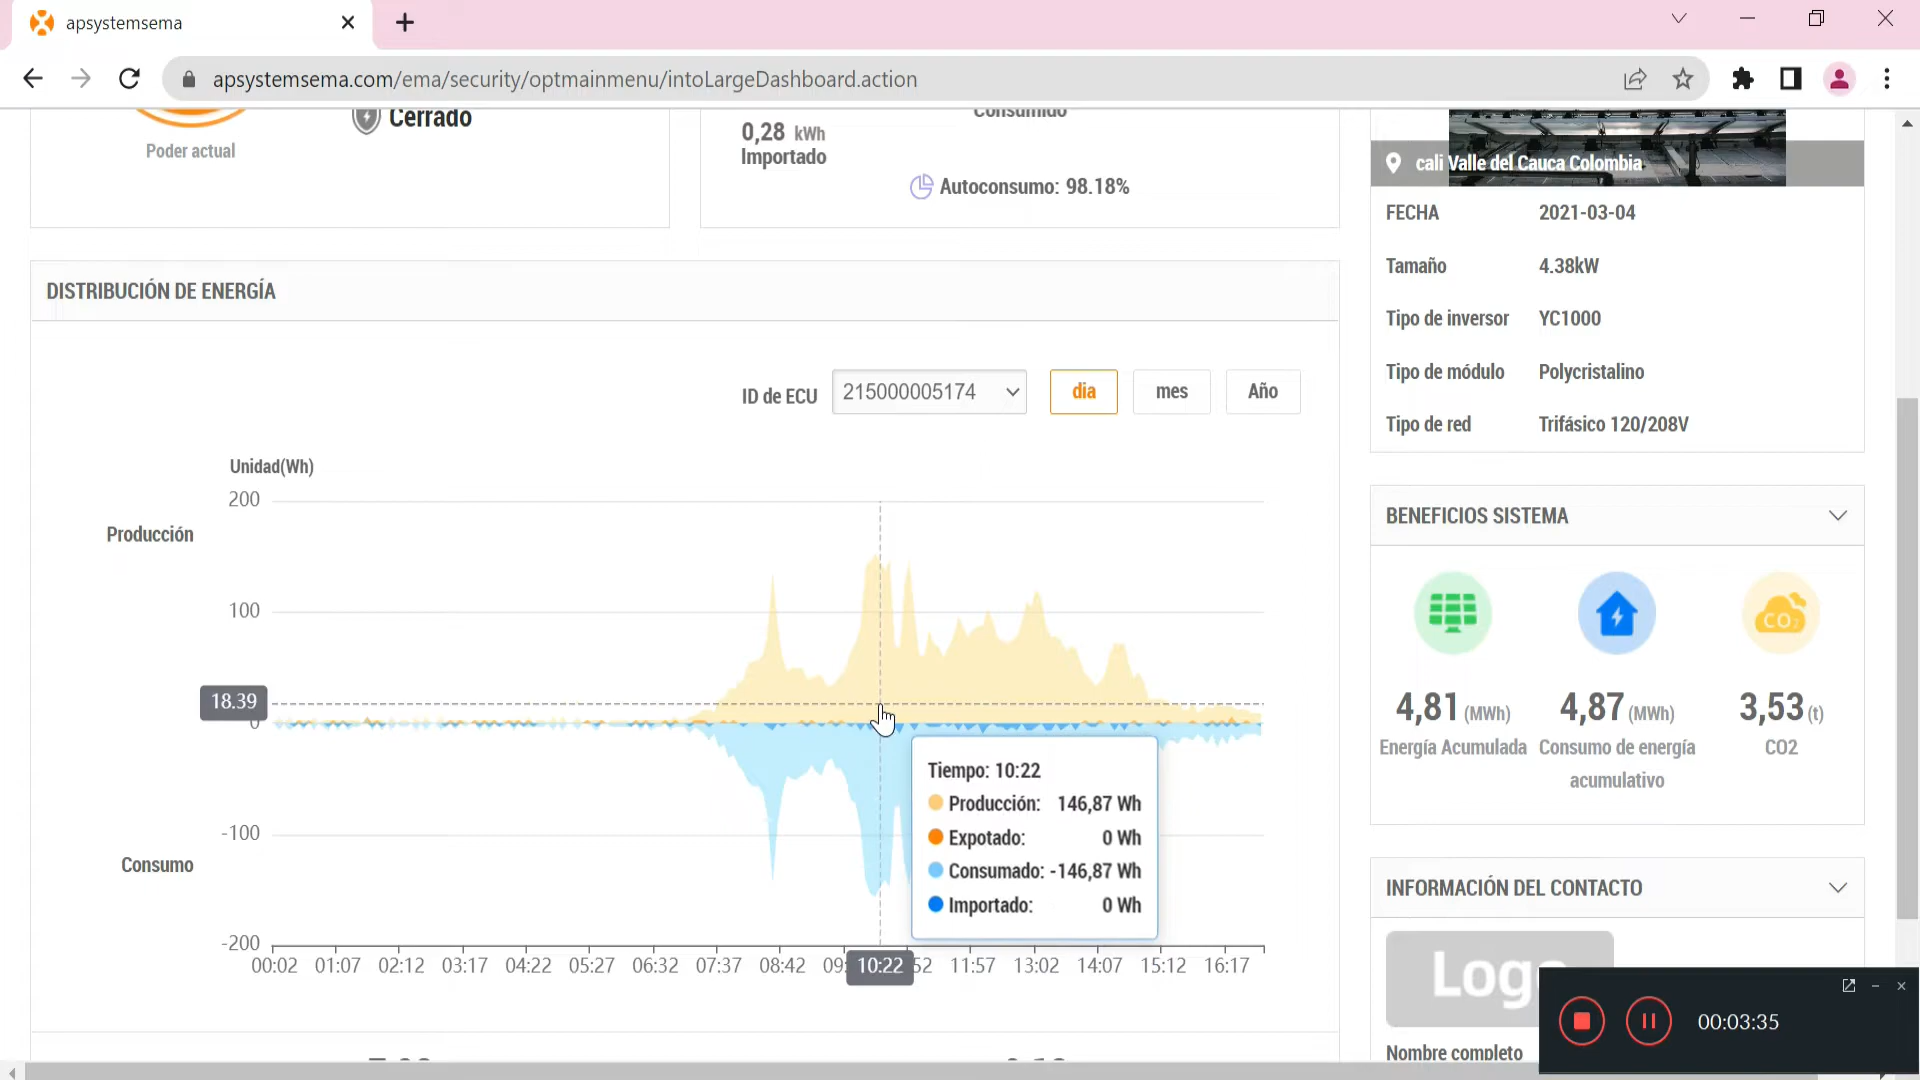 apsystemsema
apsystemsema.com/ema/security/optmainmenu/intoLargeDashboard.action
Poder actual
Cerrado
0,28 kWh
Importado
Consumido
Autoconsumo: 98.18%
cali Valle del Cauca Colombia
FECHA 2021-03-04
Tamaño 4.38kW
Tipo de inversor YC1000
Tipo de módulo Polycristalino
Tipo de red Trifásico 120/208V
DISTRIBUCIÓN DE ENERGÍA
ID de ECU 215000005174 dia mes Año
Unidad(Wh)
200
Producción
100
18.39
0
-100
Consumo
-200
00:02 01:07 02:12 03:17 04:22 05:27 06:32 07:37 08:42 09: 10:22 52 11:57 13:02 14:07 15:12 16:17
Tiempo: 10:22
Producción: 146,87 Wh
Expotado: 0 Wh
Consumado: -146,87 Wh
Importado: 0 Wh
BENEFICIOS SISTEMA
CO2
4,81 (MWh) 4,87 (MWh) 3,53 (t)
Energía Acumulada Consumo de energía CO2
acumulativo
INFORMACIÓN DEL CONTACTO
Logo
Nombre completo
00:03:35